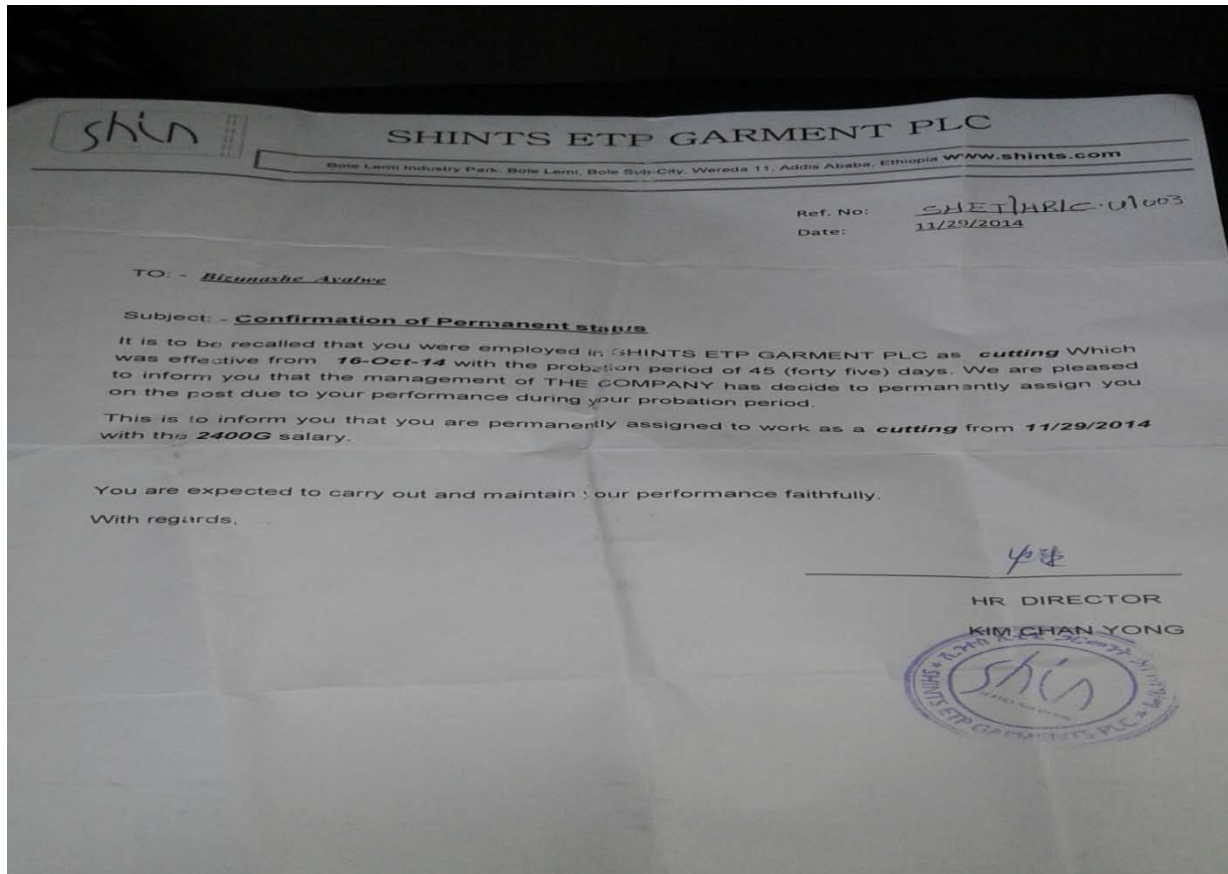 shin
SHINTS ETP GARMENT PLC
Bole Lemi Industry Park, Bole Lemi, Bole Sub-City, Wereda 11, Addis Ababa, Ethiopia www.shints.com
Ref. No:
Date: 11/29/2014
TO: - Bizunashe Ayalwe
Subject: - Confirmation of Permanent status
It is to be recalled that you were employed in SHINTS ETP GARMENT PLC as cutting Which
was effective from 16-Oct-14 with the probation period of 45 (forty five) days. We are pleased
to inform you that the management of THE COMPANY has decide to permanently assign you
on the post due to your performance during your probation period.
This is to inform you that you are permanently assigned to work as a cutting from 11/29/2014
with the 2400G salary.
You are expected to carry out and maintain your performance faithfully.
With regards,
HR DIRECTOR
KIM CHAN YONG
shin
SHINTS ETP GARMENTS PLC